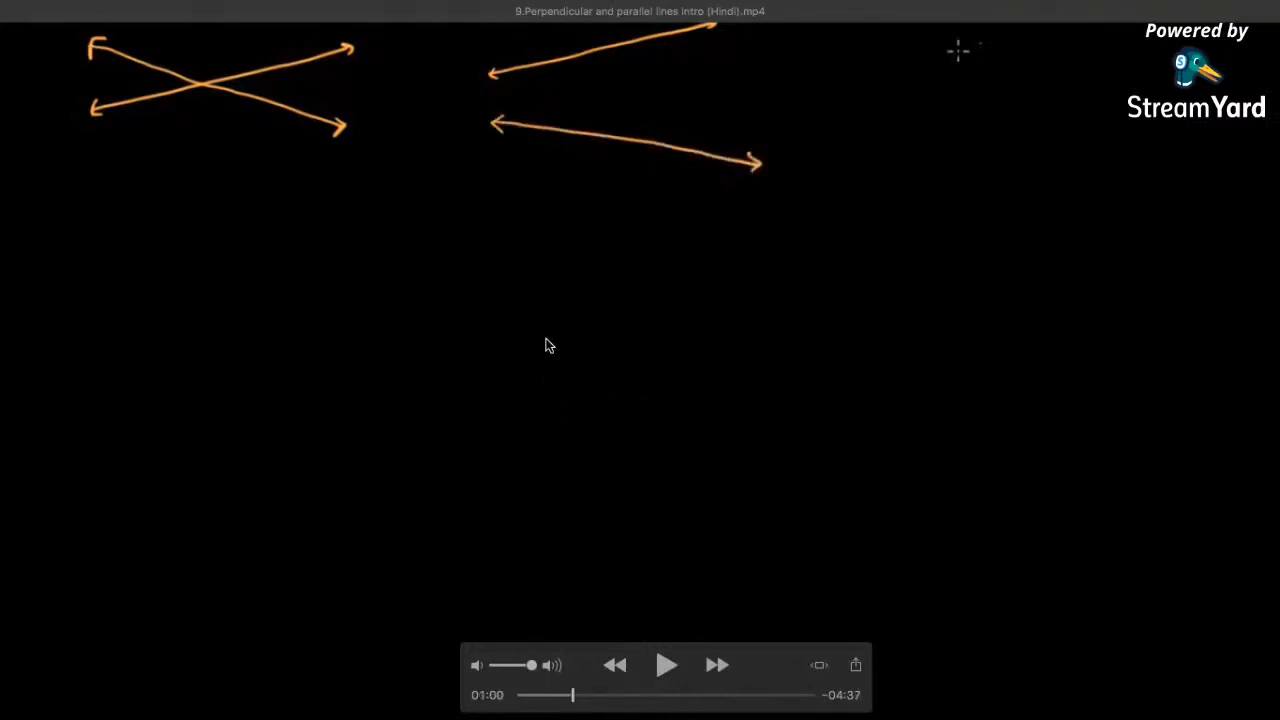 9.Perpendicular and parallel lines intro (Hindi).mp4
Powered by
StreamYard
01:00
-04:37